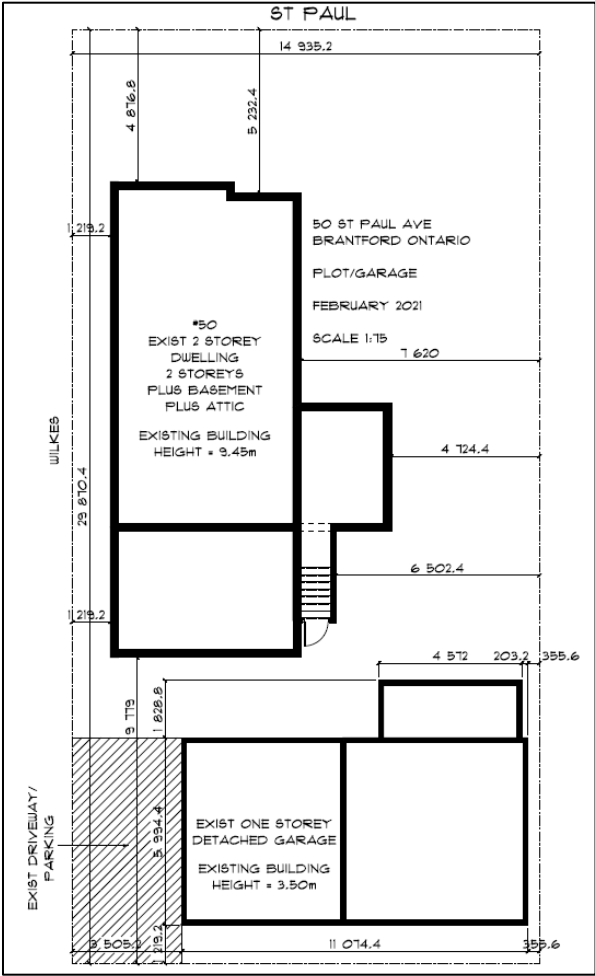 ST PAUL
14 935.2
4 876.8
5 232.4
1 219.2
50 ST PAUL AVE
BRANTFORD ONTARIO
PLOT/GARAGE
FEBRUARY 2021
SCALE 1:75
7 620
#50
EXIST 2 STOREY
DWELLING
2 STOREYS
PLUS BASEMENT
PLUS ATTIC
EXISTING BUILDING
HEIGHT = 9.45m
WILKES
29 870.4
4 724.4
6 502.4
1 219.2
4 572
203.2
355.6
9 779
1 828.8
EXIST DRIVEWAY/
PARKING
5 994.4
EXIST ONE STOREY
DETACHED GARAGE
EXISTING BUILDING
HEIGHT = 3.50m
1 219.2
3 505.2
11 074.4
355.6